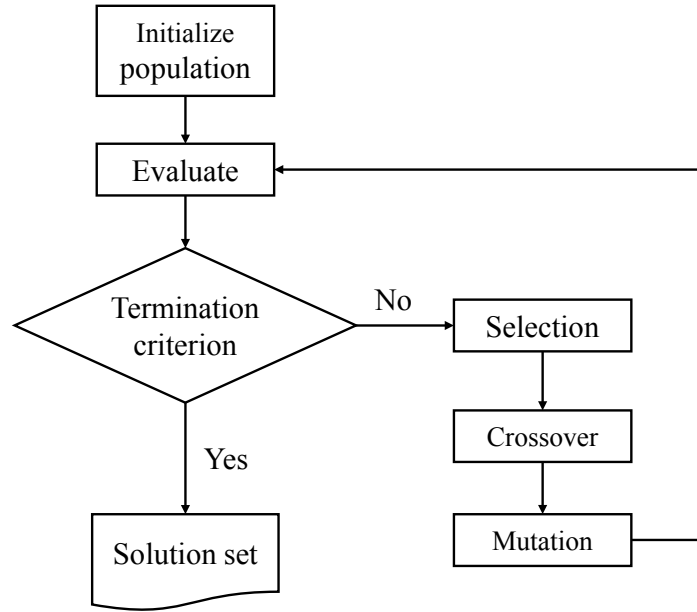 Initialize
population
Evaluate
Termination
criterion
No
Selection
Crossover
Mutation
Yes
Solution set